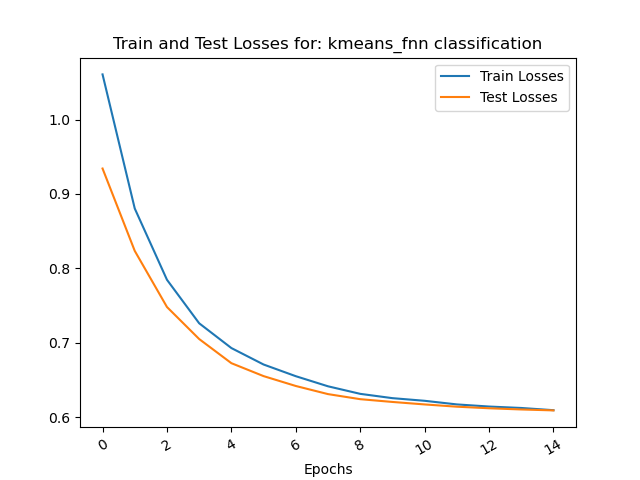 Train and Test Losses for: kmeans_fnn classification
Train Losses
Test Losses
1.0
0.9
0.8
0.7
0.6
0 2 4 6 8 10 12 14
Epochs